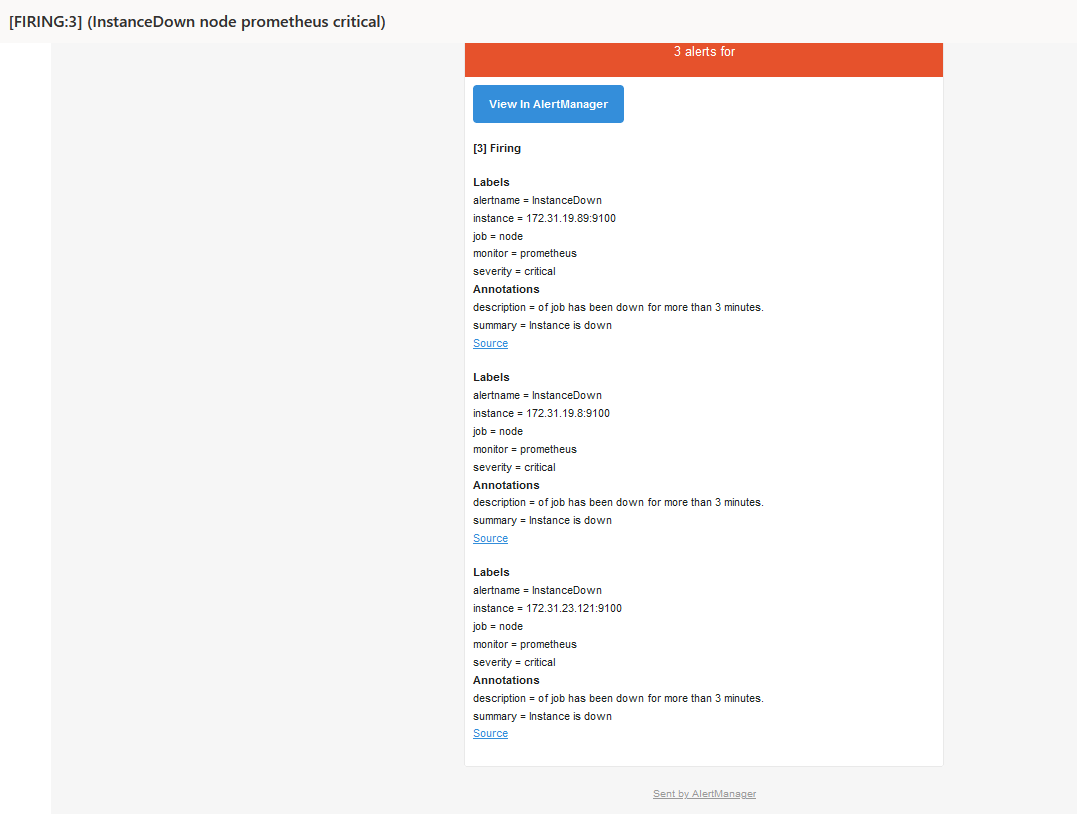 [FIRING:3] (InstanceDown node prometheus critical)
3 alerts for
View In AlertManager
[3] Firing
Labels
alertname = InstanceDown
instance = 172.31.19.89:9100
job = node
monitor = prometheus
severity = critical
Annotations
description = of job has been down for more than 3 minutes.
summary = Instance is down
Source
Labels
alertname = InstanceDown
instance = 172.31.19.8:9100
job = node
monitor = prometheus
severity = critical
Annotations
description = of job has been down for more than 3 minutes.
summary = Instance is down
Source
Labels
alertname = InstanceDown
instance = 172.31.23.121:9100
job = node
monitor = prometheus
severity = critical
Annotations
description = of job has been down for more than 3 minutes.
summary = Instance is down
Source
Sent by AlertManager